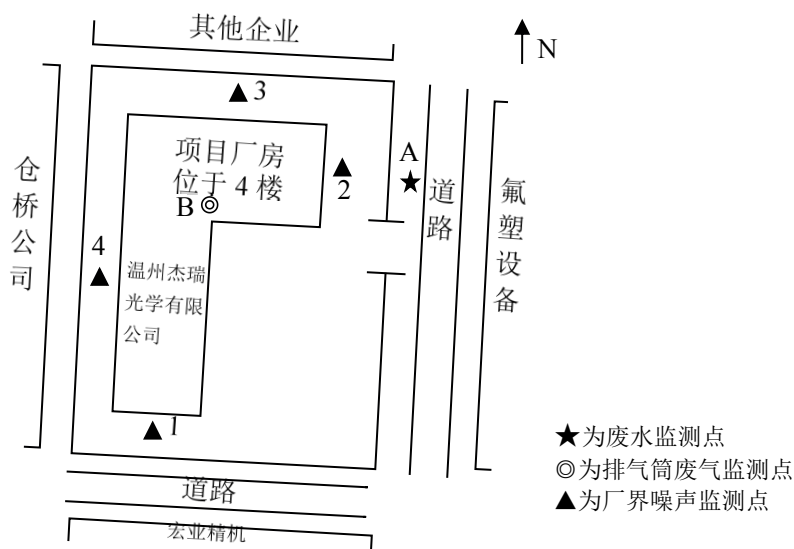 其他企业
N
3
项目厂房
位于 4 楼
A
2
B
仓桥公司
道路
氟塑设备
4
温州杰瑞
光学有限
公司
1
★为废水监测点
◎为排气筒废气监测点
▲为厂界噪声监测点
道路
宏业精机